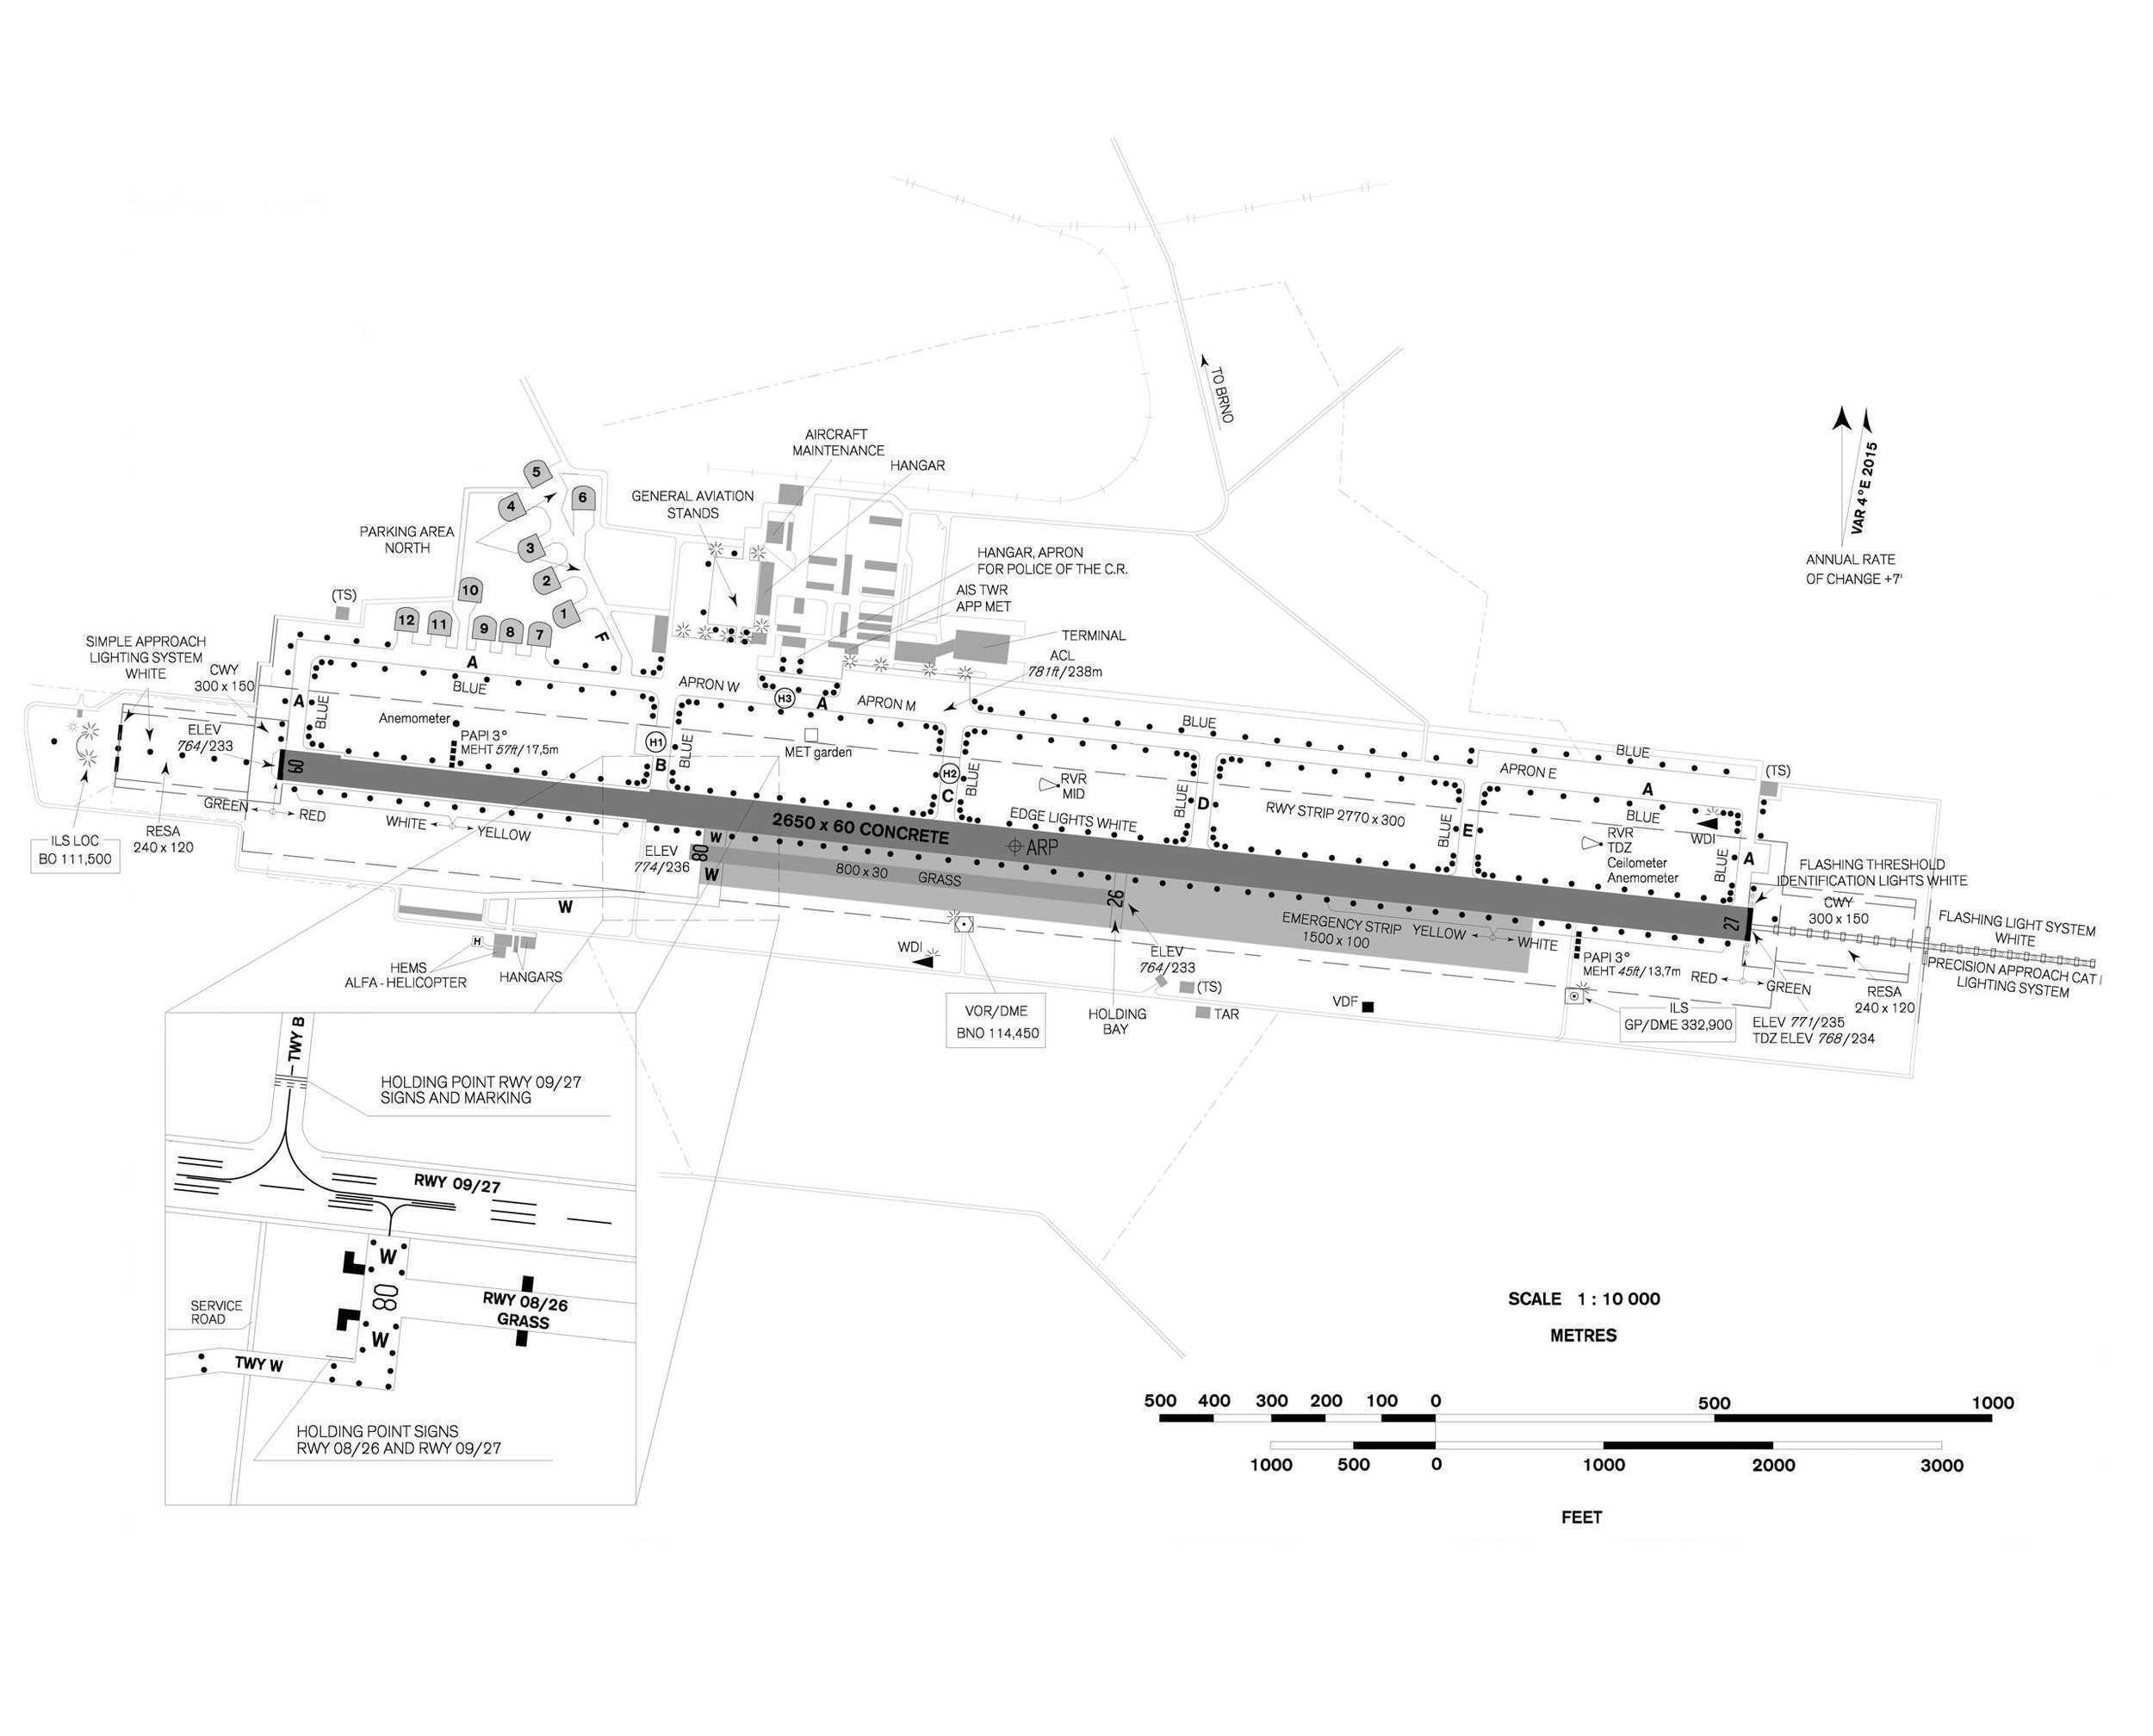 TO BRNO
VAR 4°E 2015
ANNUAL RATE
OF CHANGE +7'
AIRCRAFT
MAINTENANCE
HANGAR
GENERAL AVIATION
STANDS
PARKING AREA
NORTH
5
6
4
3
2
1
10
12
11
9
8
7
F
HANGAR, APRON
FOR POLICE OF THE C.R.
AIS TWR
APP MET
TERMINAL
ACL
781ft/238m
(TS)
SIMPLE APPROACH
LIGHTING SYSTEM
WHITE
CWY
300 x 150
ELEV
764/233
A
BLUE
A
BLUE
Anemometer
PAPI 3°
MEHT 57ft/17,5m
APRON W
H3
A
APRON M
MET garden
H1
B
BLUE
H2
C
BLUE
RVR
MID
EDGE LIGHTS WHITE
BLUE
BLUE
D
RWY STRIP 2770 x 300
BLUE
E
APRON E
BLUE
A
BLUE
WDI
(TS)
RVR
TDZ
Ceilometer
Anemometer
BLUE
A
FLASHING THRESHOLD
IDENTIFICATION LIGHTS WHITE
CWY
300 x 150
FLASHING LIGHT SYSTEM
WHITE
PRECISION APPROACH CAT I
LIGHTING SYSTEM
RESA
240 x 120
09
2650 x 60 CONCRETE
ARP
27
GREEN
RED
WHITE
YELLOW
ILS LOC
BO 111,500
RESA
240 x 120
ELEV
774/236
W
08
W
800 x 30
GRASS
26
EMERGENCY STRIP
1500 x 100
YELLOW
WHITE
PAPI 3°
MEHT 45ft/13,7m
RED
GREEN
ELEV 771/235
TDZ ELEV 768/234
ILS
GP/DME 332,900
VDF
W
H
HEMS
ALFA - HELICOPTER
HANGARS
WDI
VOR/DME
BNO 114,450
HOLDING
BAY
ELEV
764/233
(TS)
TAR
TWY B
HOLDING POINT RWY 09/27
SIGNS AND MARKING
RWY 09/27
W
08
W
RWY 08/26
GRASS
SERVICE
ROAD
TWY W
HOLDING POINT SIGNS
RWY 08/26 AND RWY 09/27
SCALE 1 : 10 000
METRES
500 400 300 200 100 0 500 1000
1000 500 0 1000 2000 3000
FEET